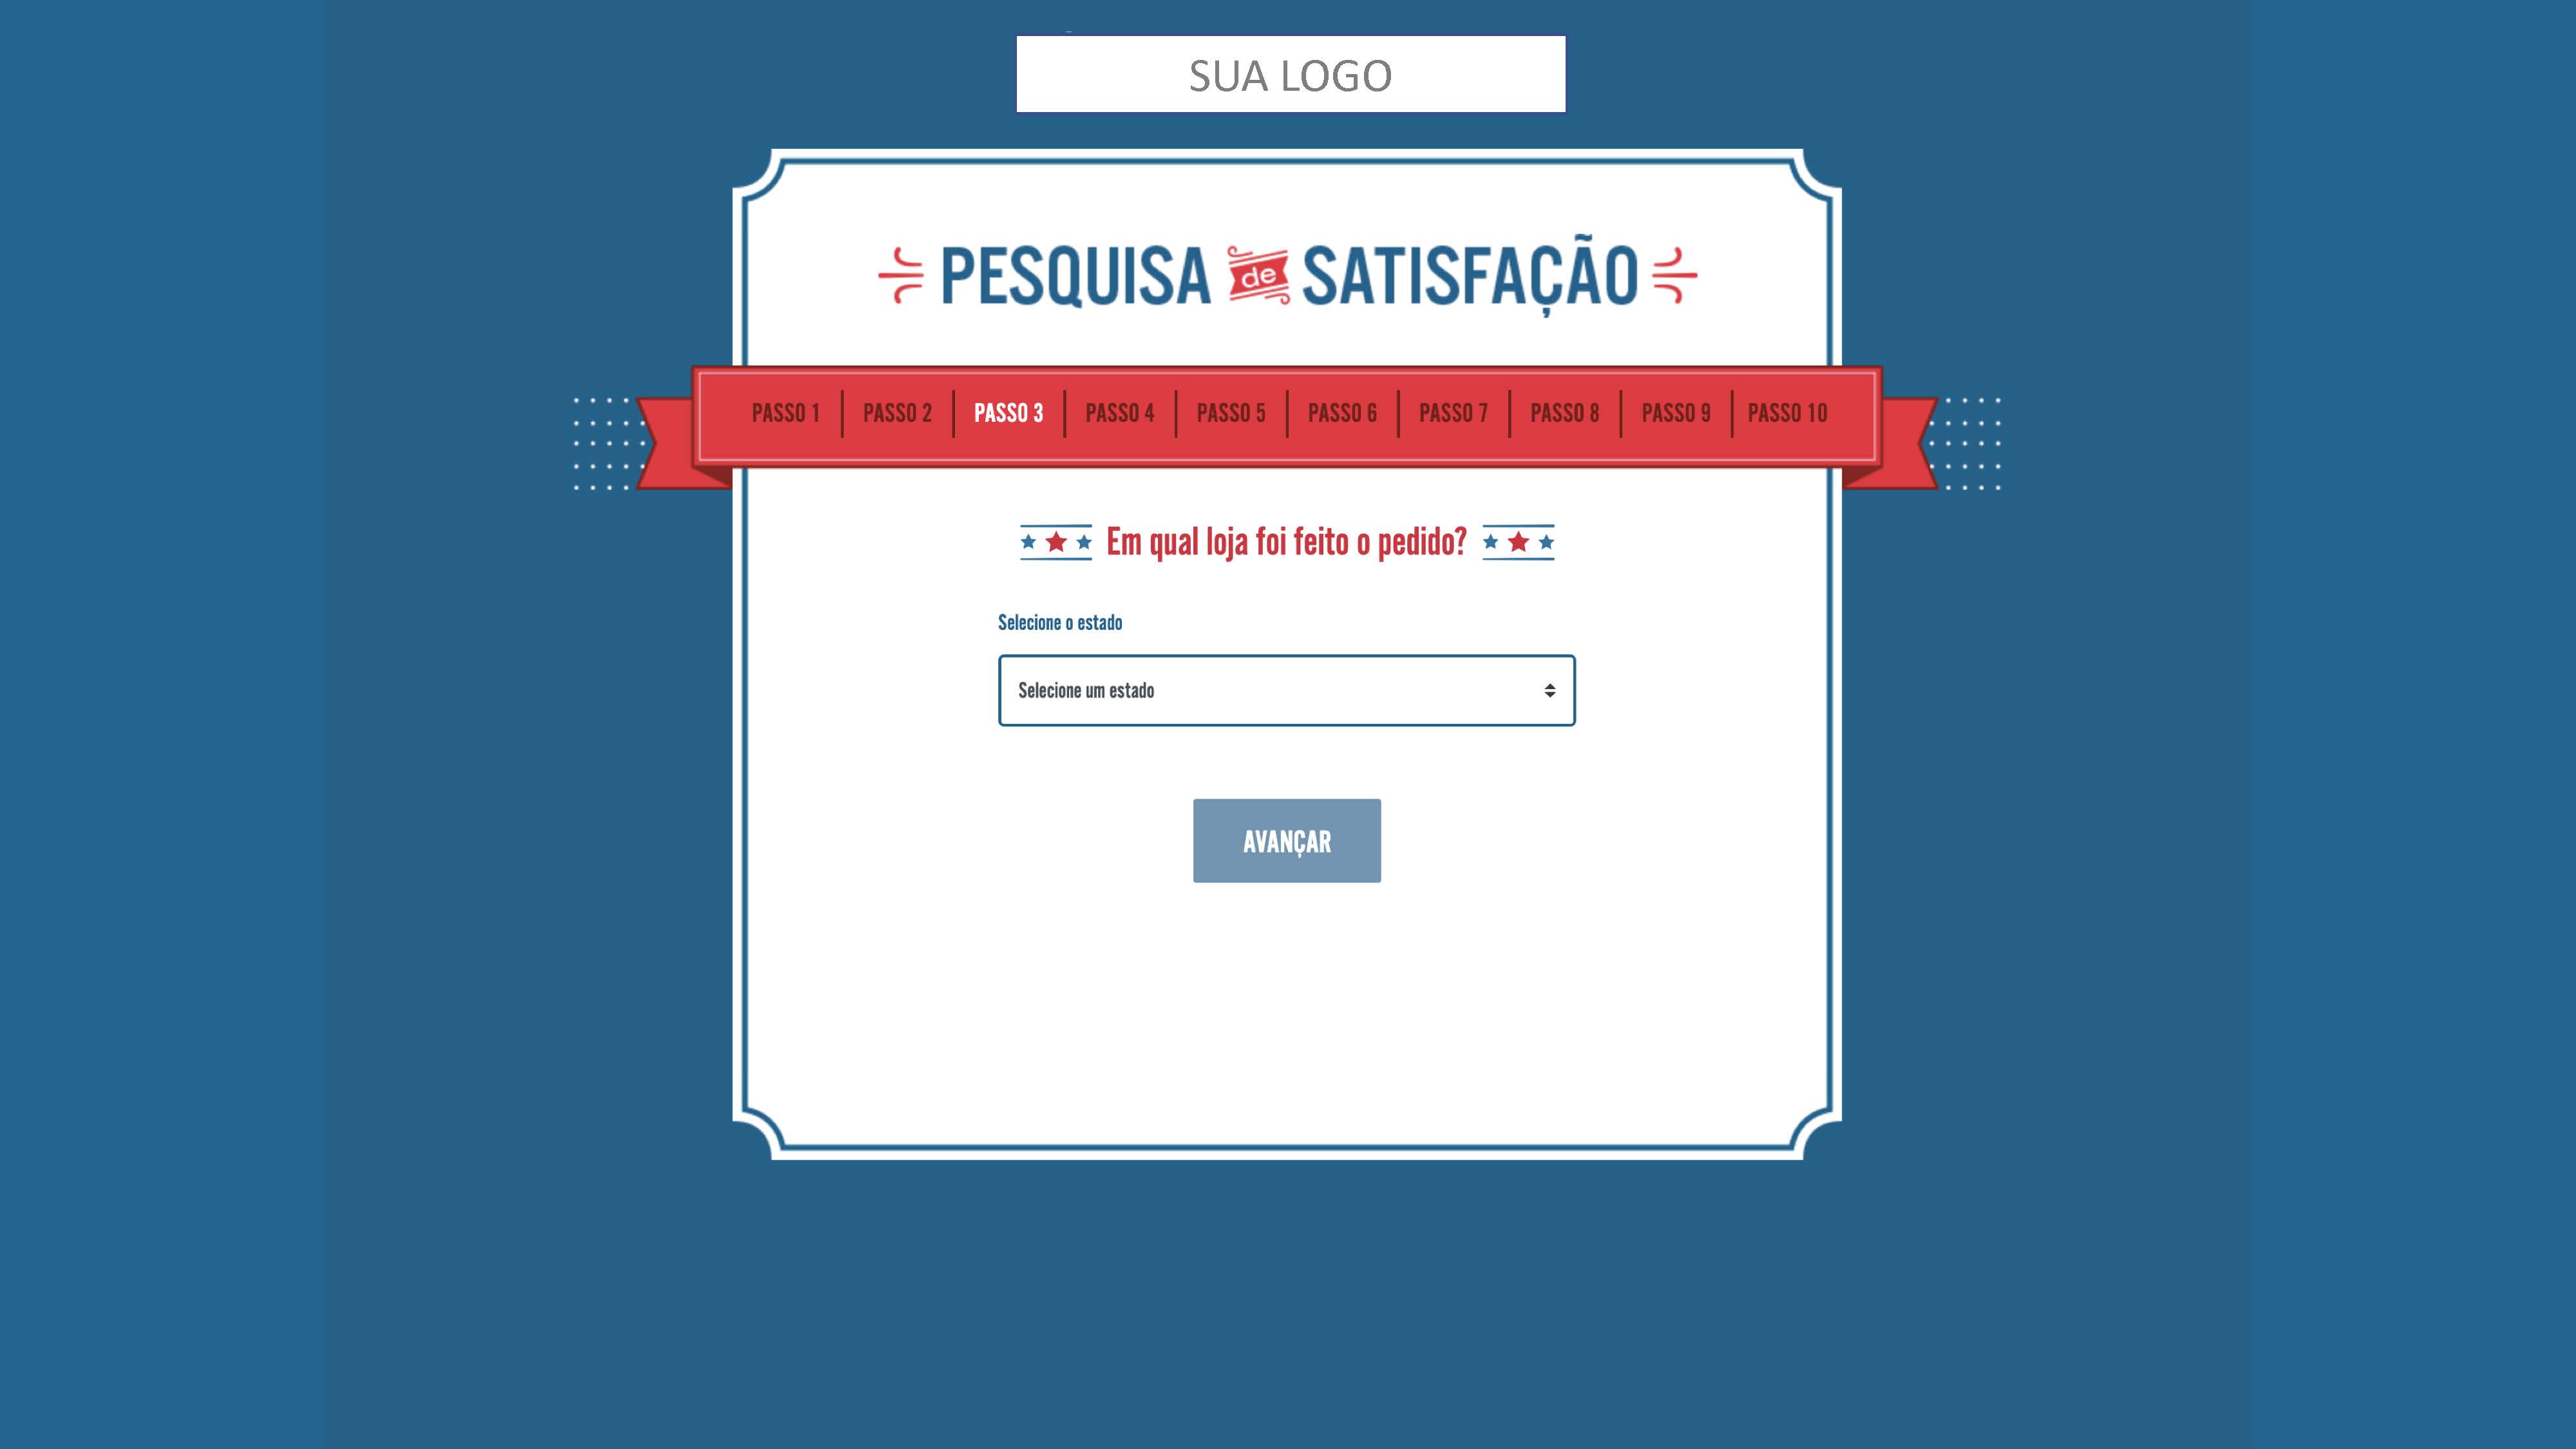 SUA LOGO
PESQUISA de SATISFAÇÃO
PASSO 1 PASSO 2 PASSO 3 PASSO 4 PASSO 5 PASSO 6 PASSO 7 PASSO 8 PASSO 9 PASSO 10
Em qual loja foi feito o pedido?
Selecione o estado
Selecione um estado
AVANÇAR